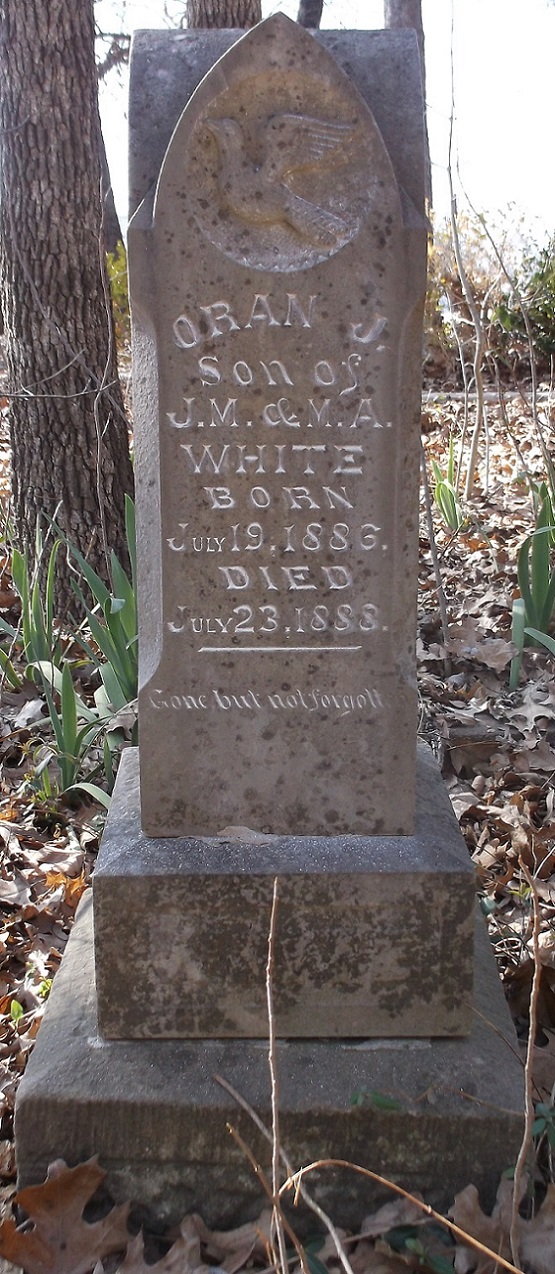 ORAN J.
Son of
J.M. & M.A.
WHITE
BORN
July 19, 1886.
DIED
July 23, 1888.
Gone but not forgott